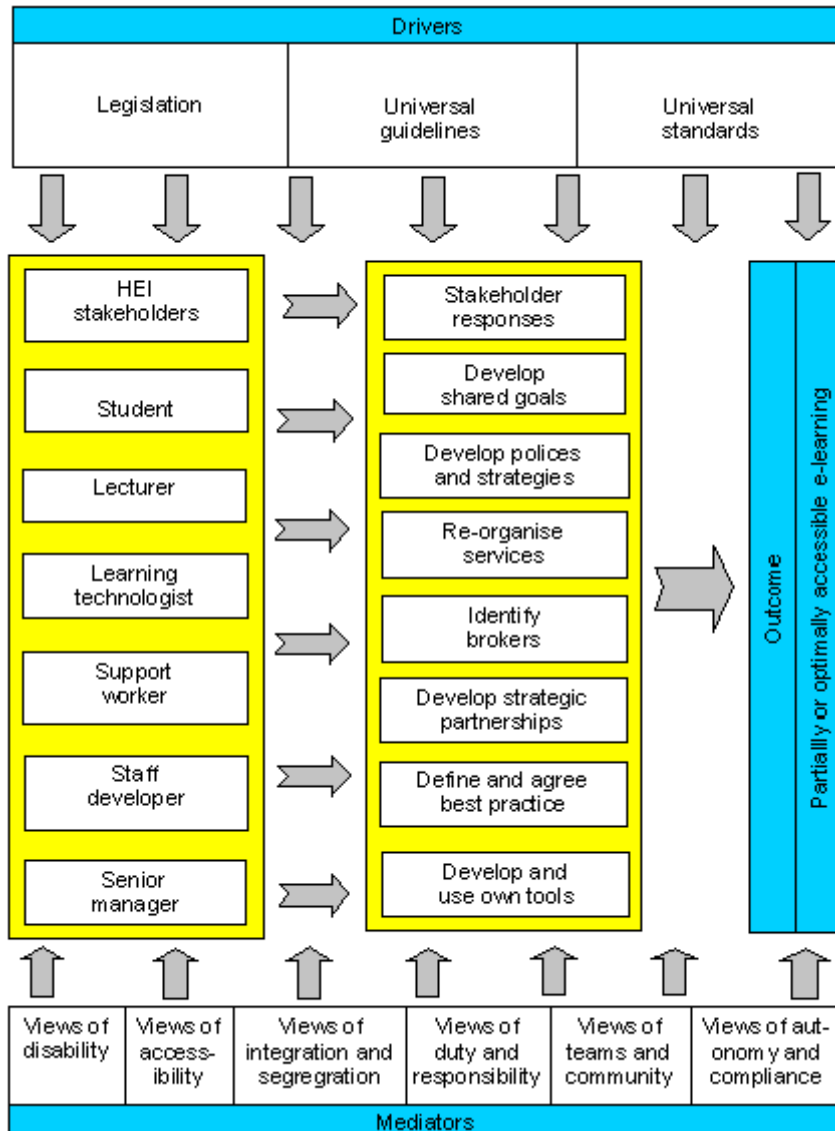 Drivers
Legislation
Universal
guidelines
Universal
standards
HEI
stakeholders
Student
Lecturer
Learning
technologist
Support
worker
Staff
developer
Senior
manager
Stakeholder
responses
Develop
shared goals
Develop polices
and strategies
Re-organise
services
Identify
brokers
Develop strategic
partnerships
Define and agree
best practice
Develop and
use own tools
Outcome
Partiallly or optimally accessible e-learning
Views of
disability
Views of
access-
ibility
Views of
integration and
segregration
Views of
duty and
responsibility
Views of
teams and
community
Views of aut-
onomy and
compliance
Mediators